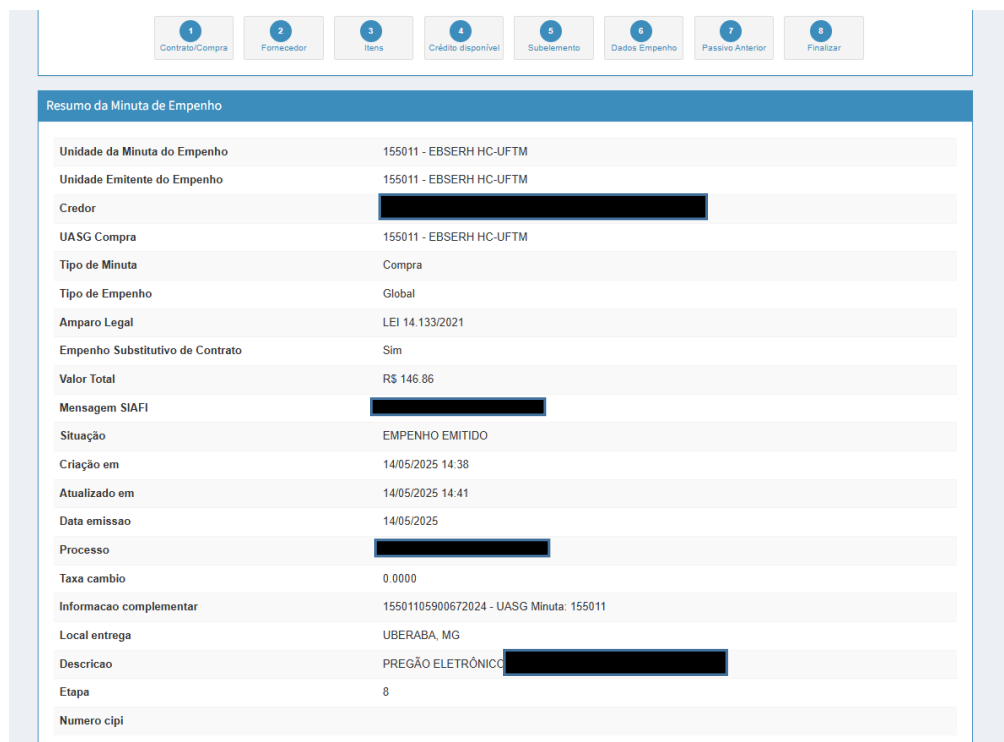 1 2 3 4 5 6 7 8
Contrato/Compra Fornecedor Itens Crédito disponível Subelemento Dados Empenho Passivo Anterior Finalizar
Resumo da Minuta de Empenho
Unidade da Minuta do Empenho 155011 - EBSERH HC-UFTM
Unidade Emitente do Empenho 155011 - EBSERH HC-UFTM
Credor
UASG Compra 155011 - EBSERH HC-UFTM
Tipo de Minuta Compra
Tipo de Empenho Global
Amparo Legal LEI 14.133/2021
Empenho Substitutivo de Contrato Sim
Valor Total R$ 146.86
Mensagem SIAFI
Situação EMPENHO EMITIDO
Criação em 14/05/2025 14:38
Atualizado em 14/05/2025 14:41
Data emissao 14/05/2025
Processo
Taxa cambio 0.0000
Informacao complementar 15501105900672024 - UASG Minuta: 155011
Local entrega UBERABA, MG
Descricao PREGÃO ELETRÔNICO
Etapa 8
Numero cipi